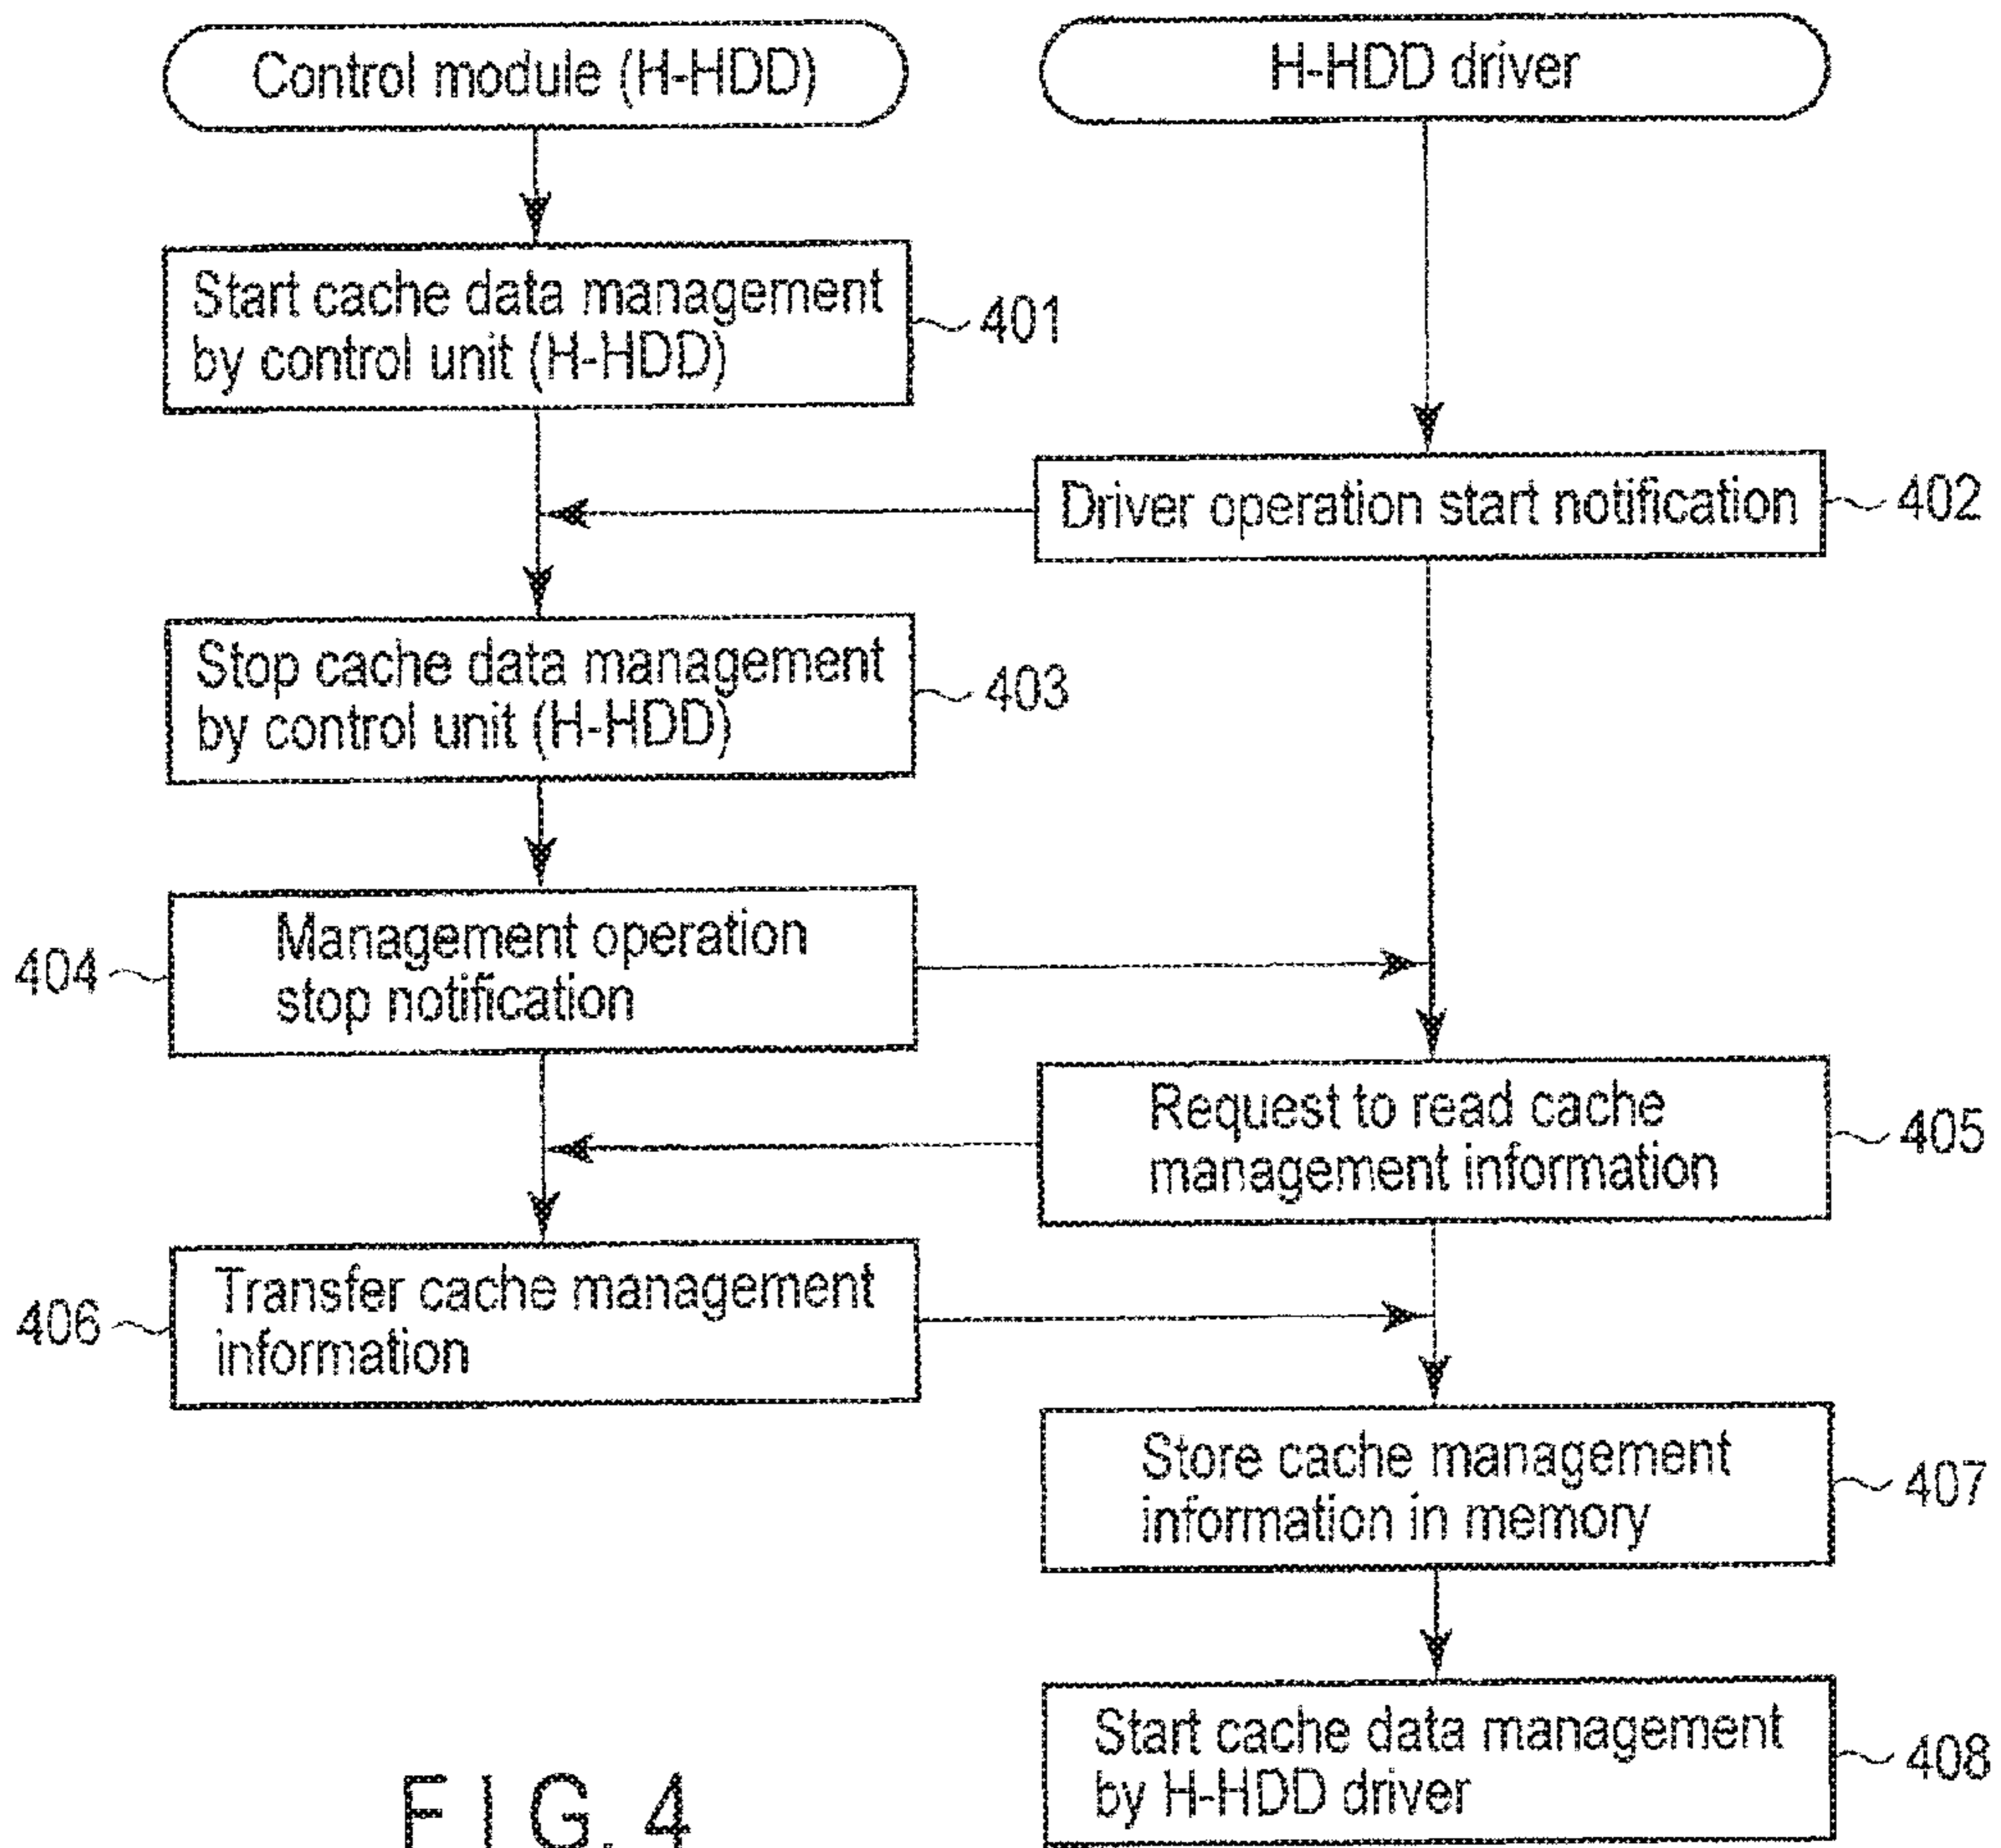 Control module (H-HDD)
H-HDD driver
Start cache data management
by control unit (H-HDD)
401
Driver operation start notification
402
Stop cache data management
by control unit (H-HDD)
403
404
Management operation
stop notification
Request to read cache
management information
405
406
Transfer cache management
information
Store cache management
information in memory
407
Start cache data management
by H-HDD driver
408
FIG. 4